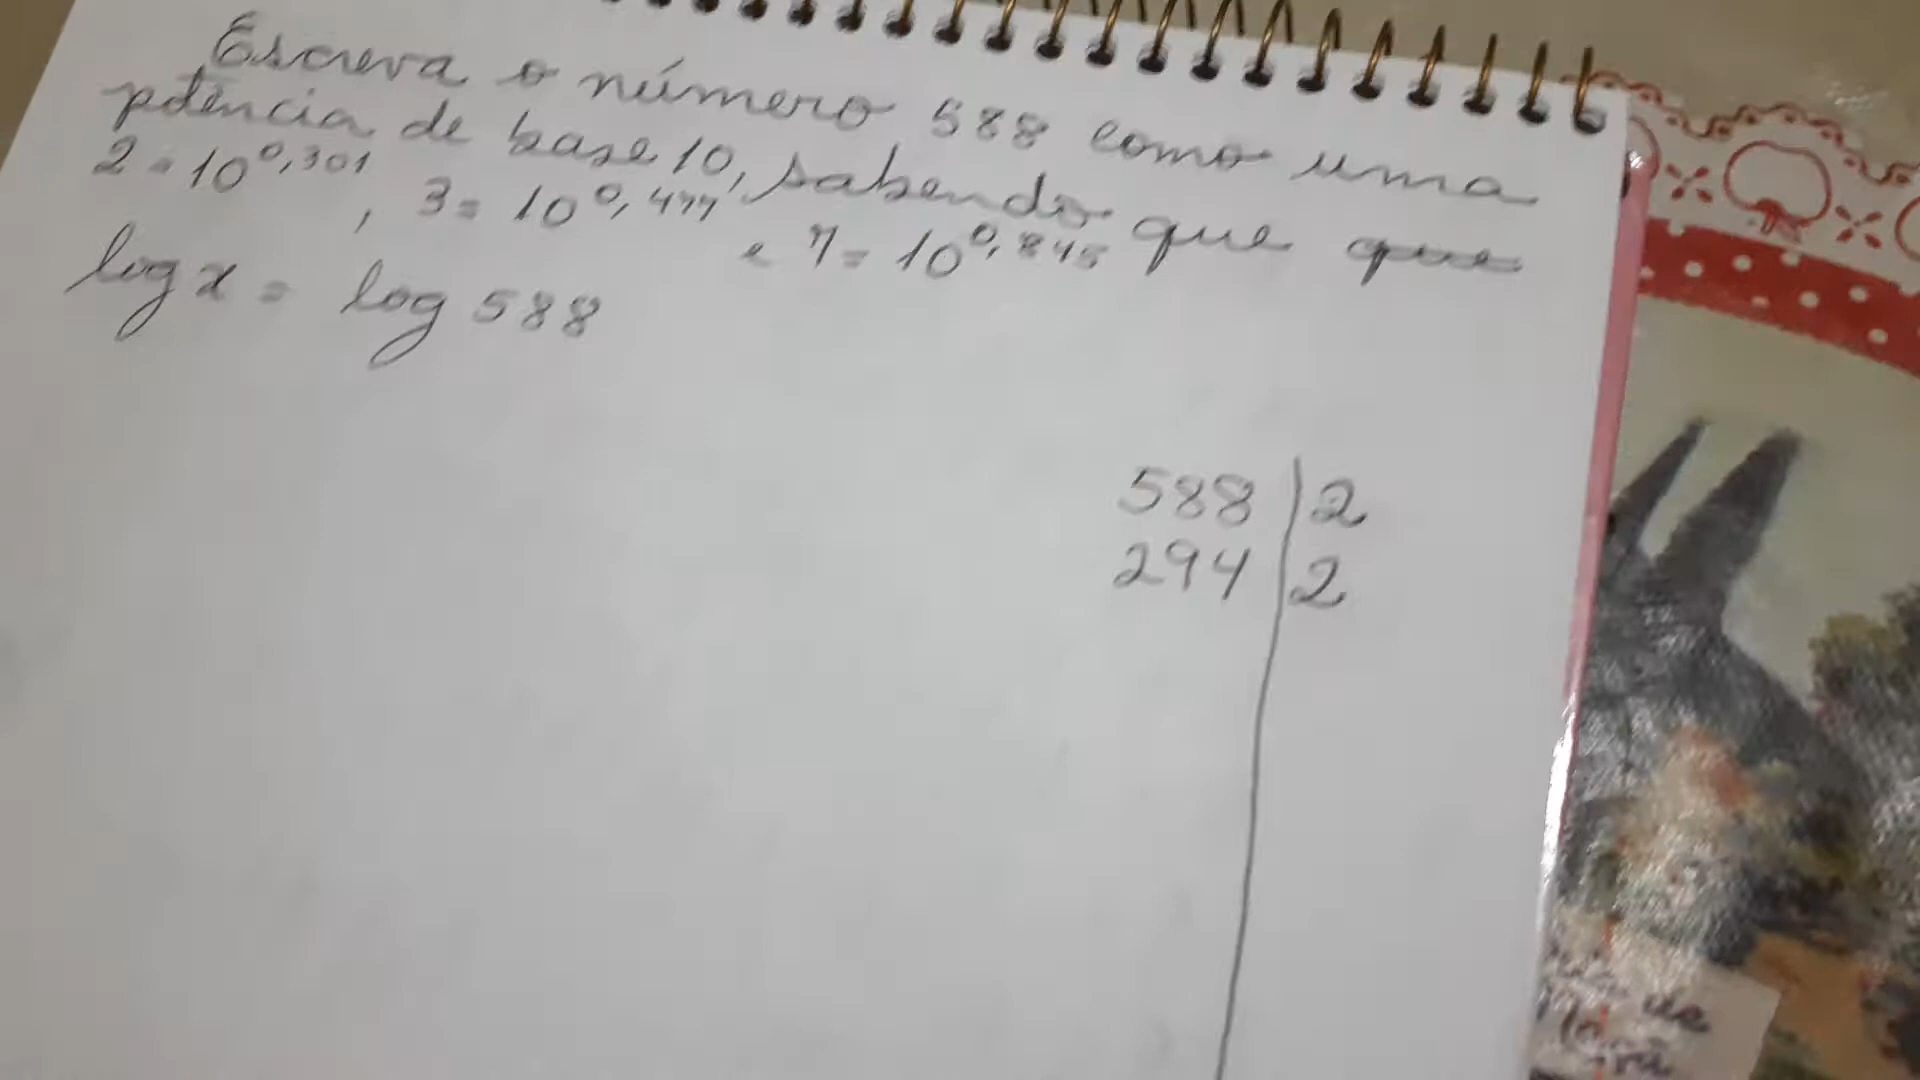 Escreva o número 588 como uma
potência de base 10, sabendo que que
2 = 10^0,301, 3 = 10^0,477 e 7 = 10^0,845
log x = log 588
588 | 2
294 | 2